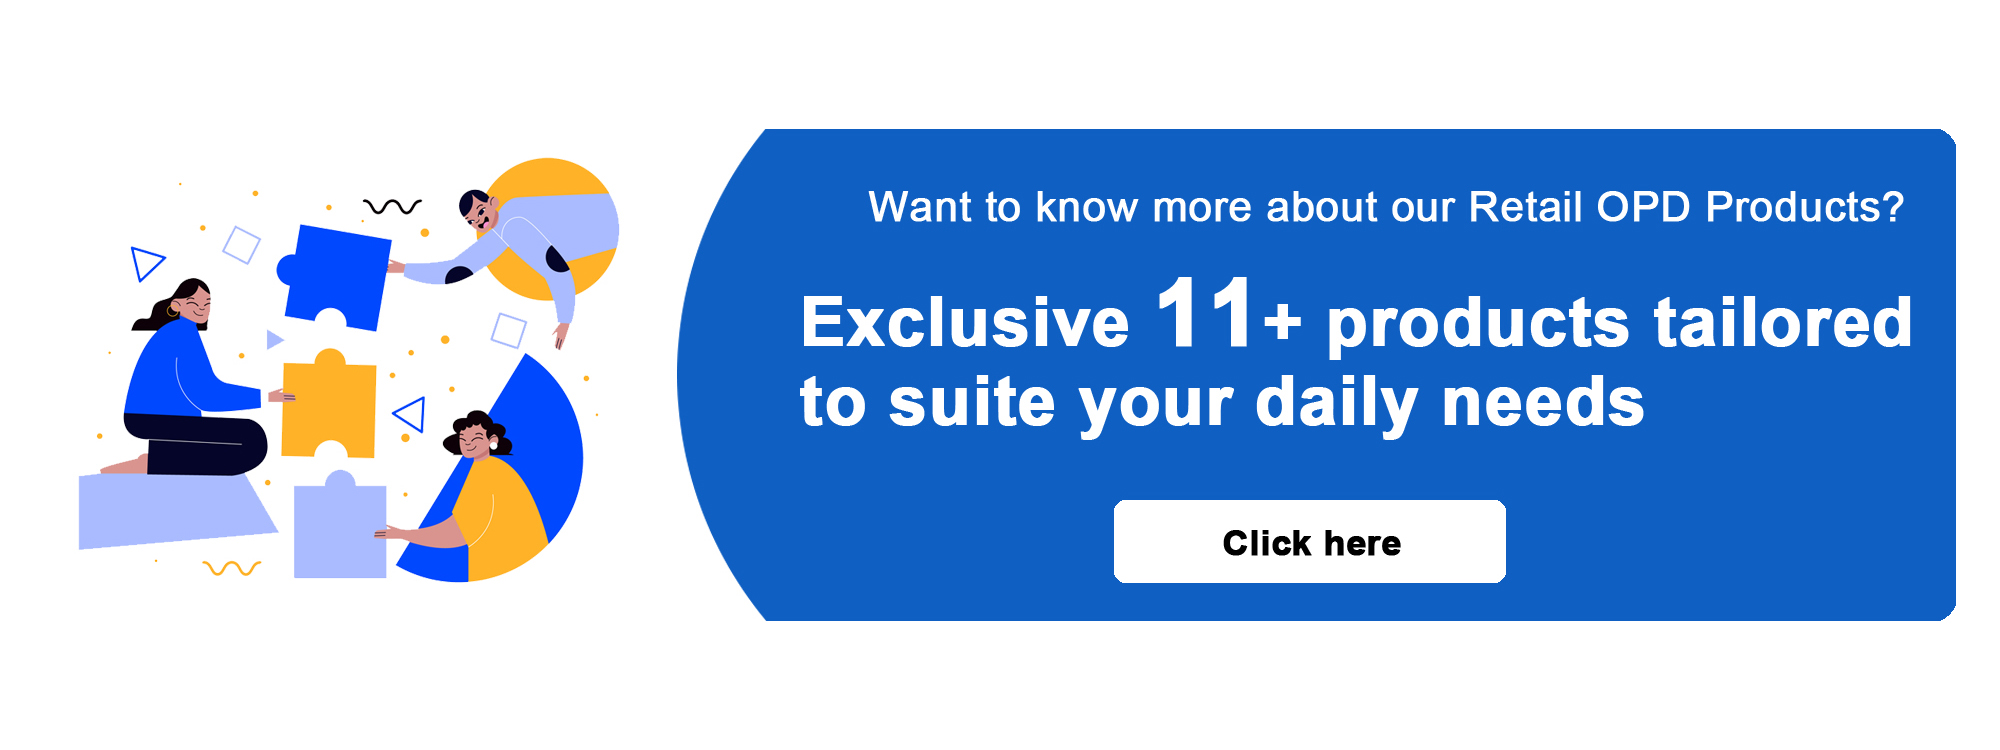 Want to know more about our Retail OPD Products?
Exclusive 11+ products tailored
to suite your daily needs
Click here